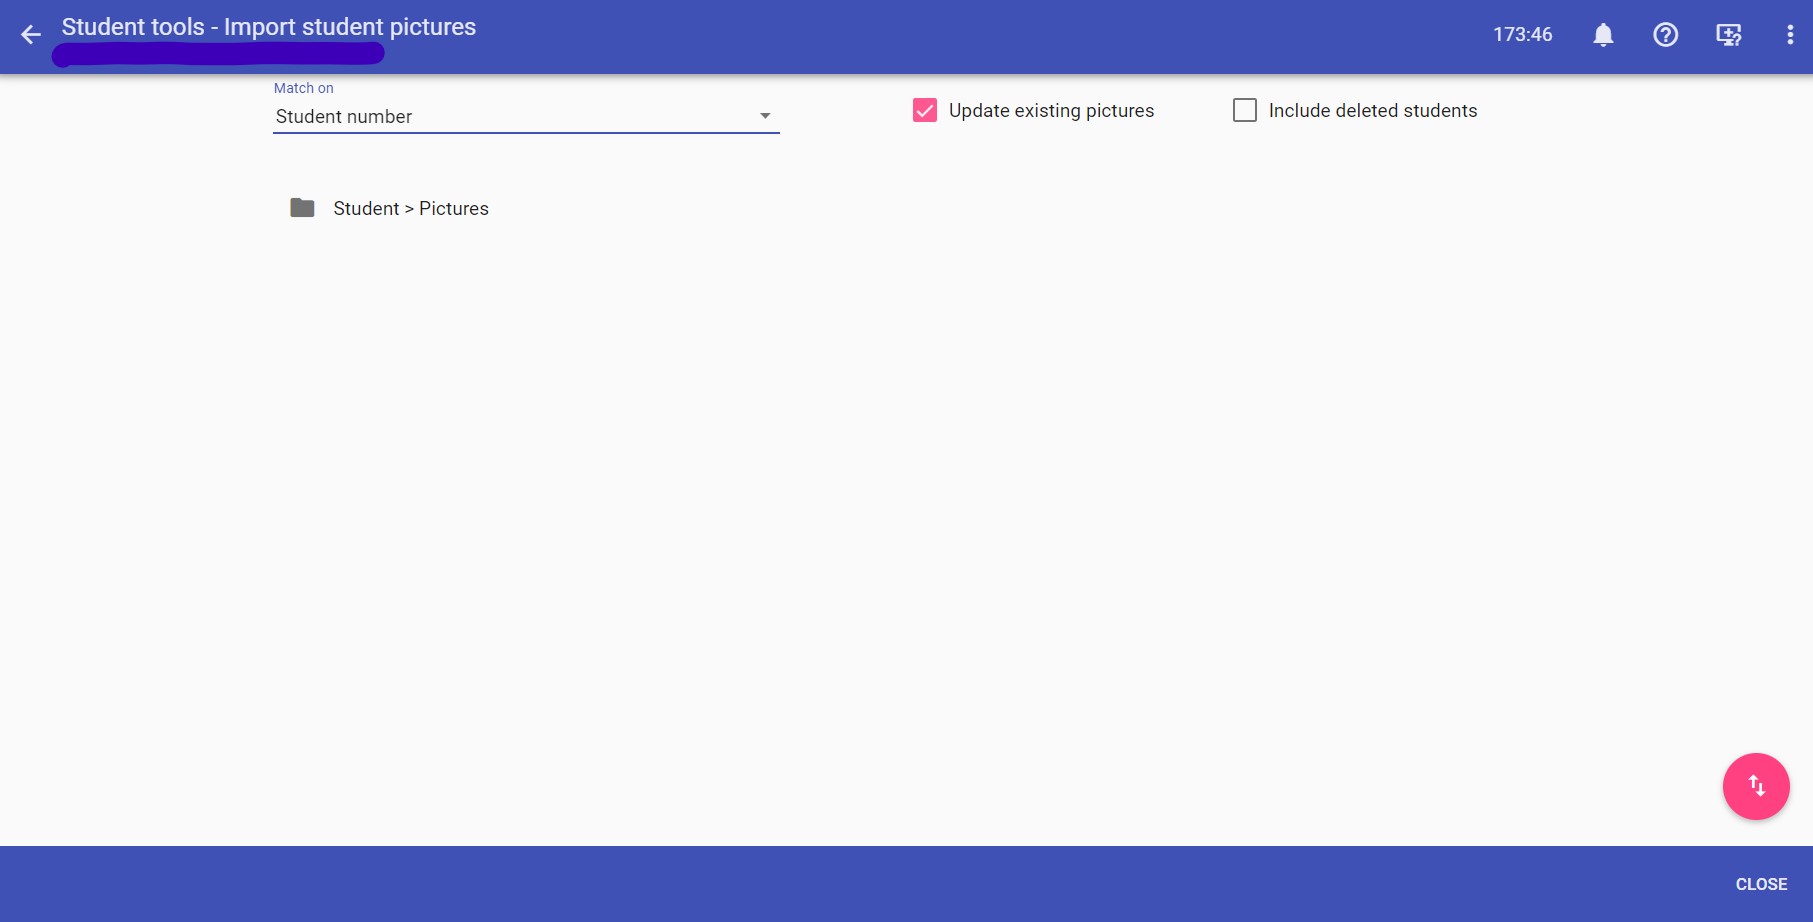 Student tools - Import student pictures
173:46
Match on
Student number
Update existing pictures
Include deleted students
Student > Pictures
CLOSE